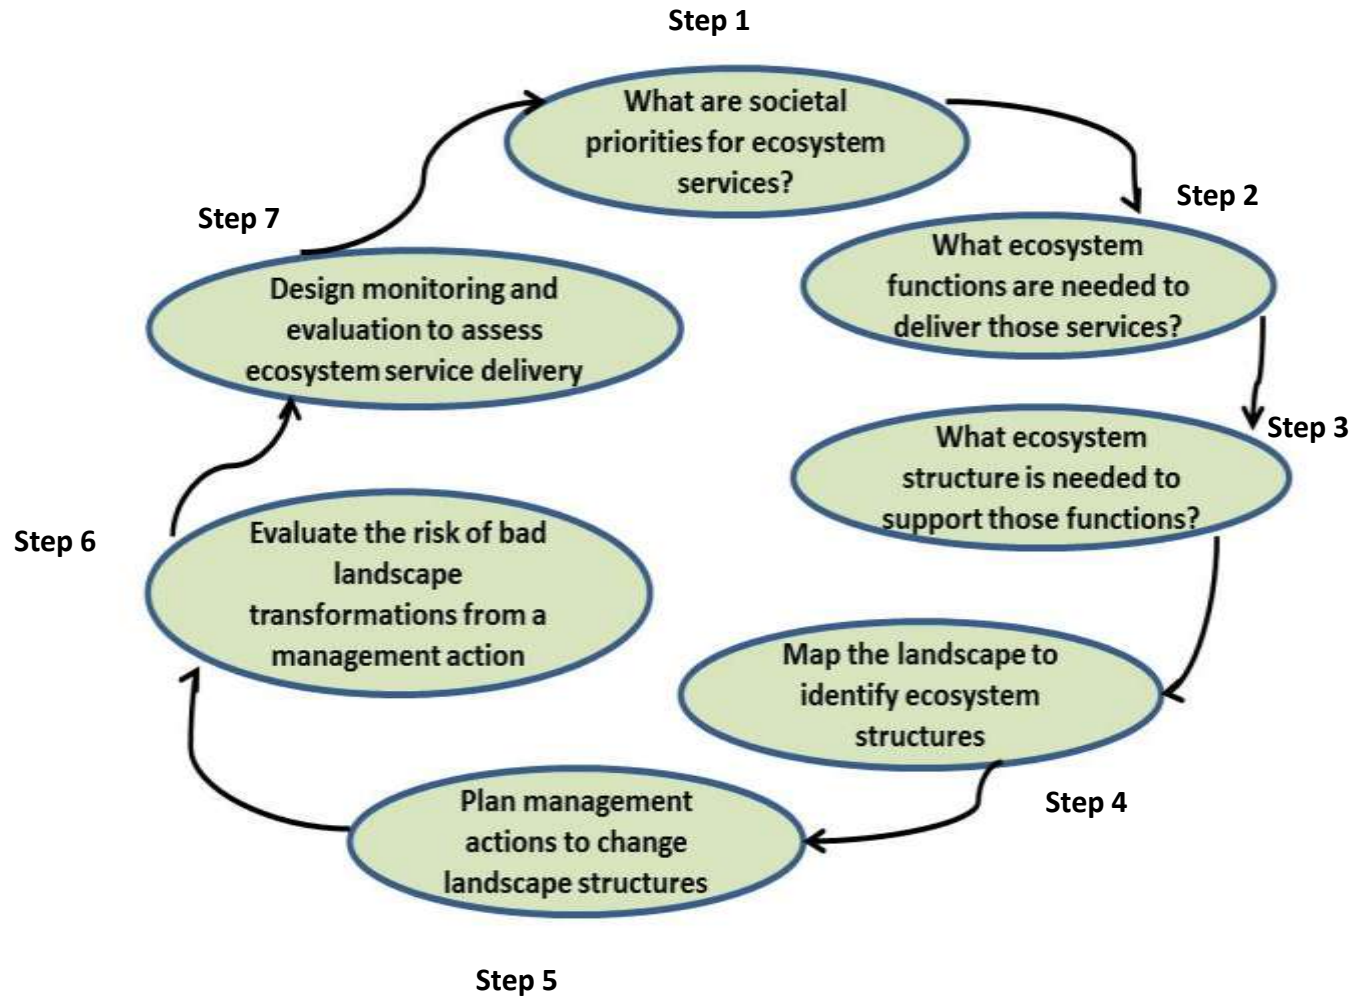 Step 1
What are societal
priorities for ecosystem
services?
Step 2
What ecosystem
functions are needed to
deliver those services?
Step 3
What ecosystem
structure is needed to
support those functions?
Map the landscape to
identify ecosystem
structures
Step 4
Plan management
actions to change
landscape structures
Step 5
Step 6
Evaluate the risk of bad
landscape
transformations from a
management action
Step 7
Design monitoring and
evaluation to assess
ecosystem service delivery